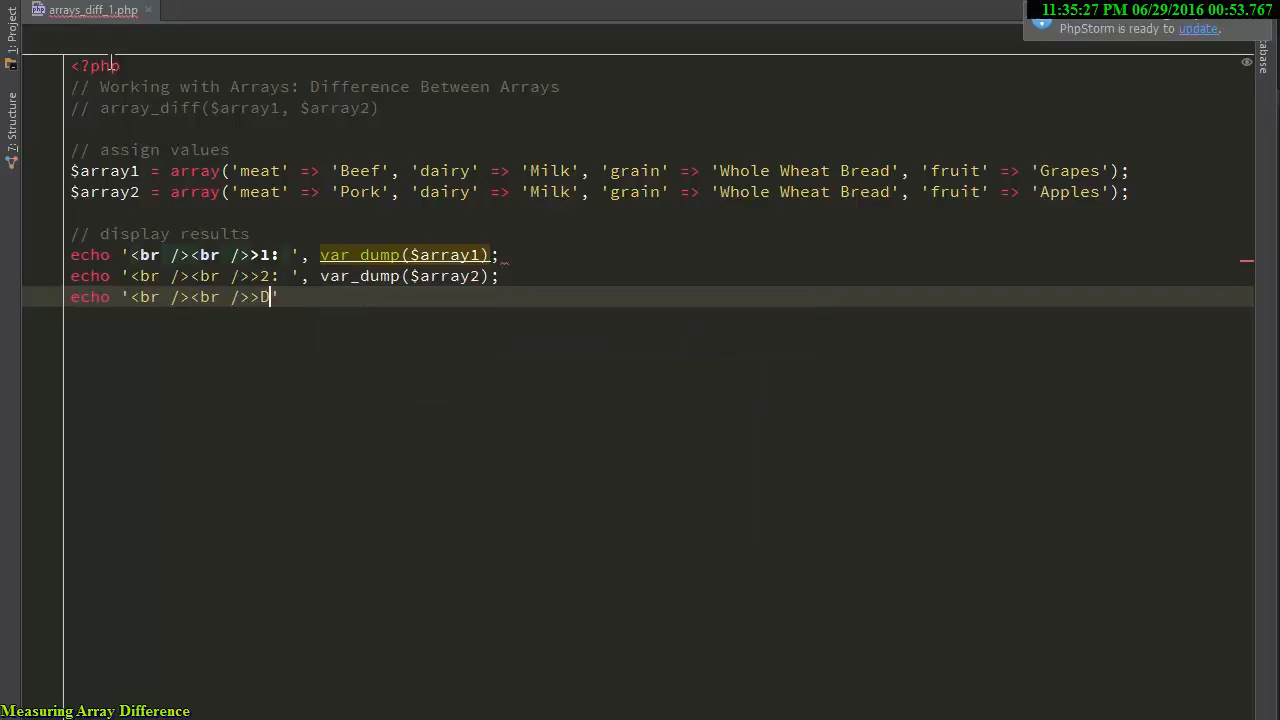 arrays_diff_1.php
11:35:27 PM 06/29/2016 00:53.767
PhpStorm is ready to update.
1: Project
7: Structure
abase
<?php
// Working with Arrays: Difference Between Arrays
// array_diff($array1, $array2)
// assign values
$array1 = array('meat' => 'Beef', 'dairy' => 'Milk', 'grain' => 'Whole Wheat Bread', 'fruit' => 'Grapes');
$array2 = array('meat' => 'Pork', 'dairy' => 'Milk', 'grain' => 'Whole Wheat Bread', 'fruit' => 'Apples');
// display results
echo '<br /><br />>1: ', var_dump($array1);
echo '<br /><br />>2: ', var_dump($array2);
echo '<br /><br />>D'
Measuring Array Difference